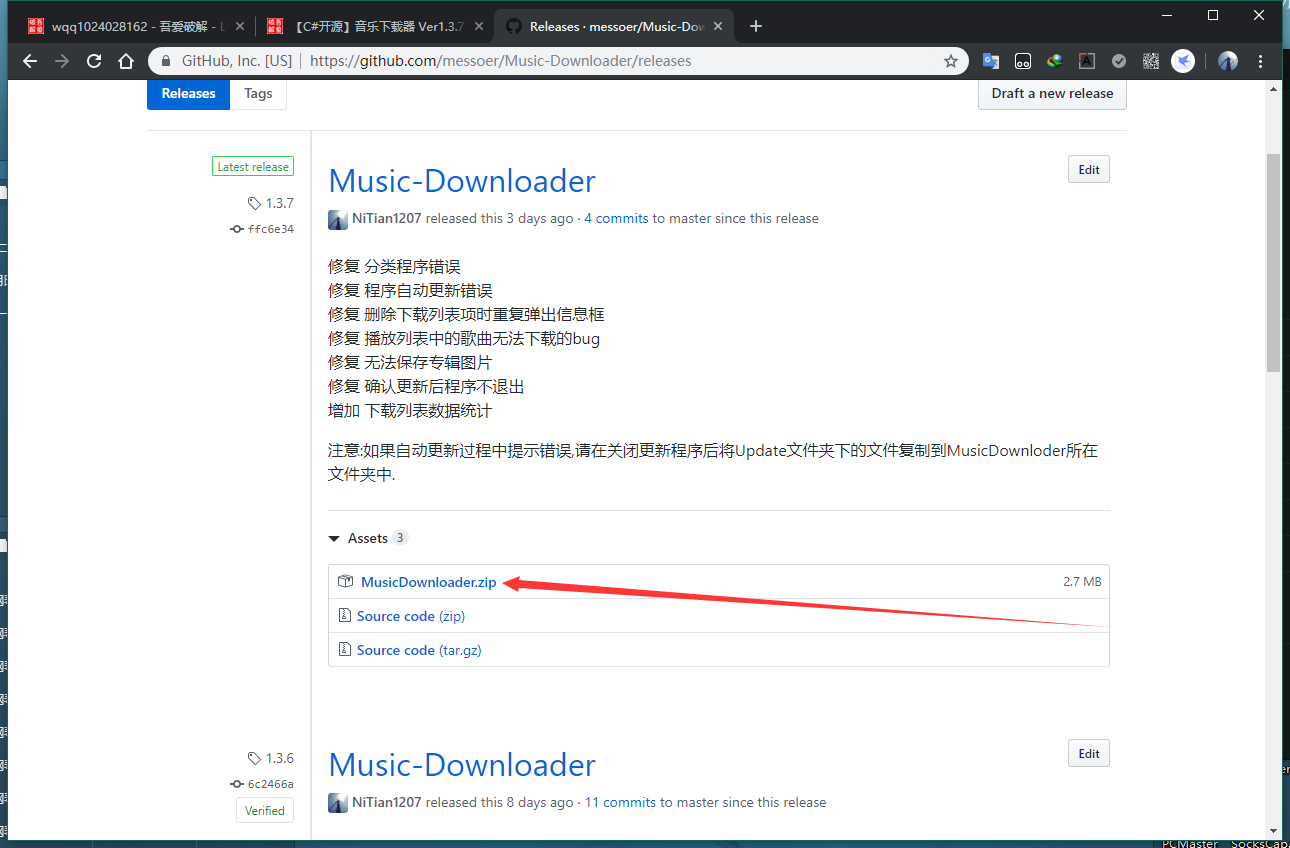 wqq1024028162 - 吾爱破解 - L
【C#开源】音乐下载器 Ver1.3.7
Releases · messoer/Music-Dow
GitHub, Inc. [US] | https://github.com/messoer/Music-Downloader/releases
Releases
Tags
Draft a new release
Latest release
1.3.7
ffc6e34
Music-Downloader
Edit
NiTian1207 released this 3 days ago · 4 commits to master since this release
修复 分类程序错误
修复 程序自动更新错误
修复 删除下载列表项时重复弹出信息框
修复 播放列表中的歌曲无法下载的bug
修复 无法保存专辑图片
修复 确认更新后程序不退出
增加 下载列表数据统计
注意:如果自动更新过程中提示错误,请在关闭更新程序后将Update文件夹下的文件复制到MusicDownloder所在
文件夹中.
Assets 3
MusicDownloader.zip
2.7 MB
Source code (zip)
Source code (tar.gz)
1.3.6
6c2466a
Verified
Music-Downloader
Edit
NiTian1207 released this 8 days ago · 11 commits to master since this release
PCMaster
SocksCap